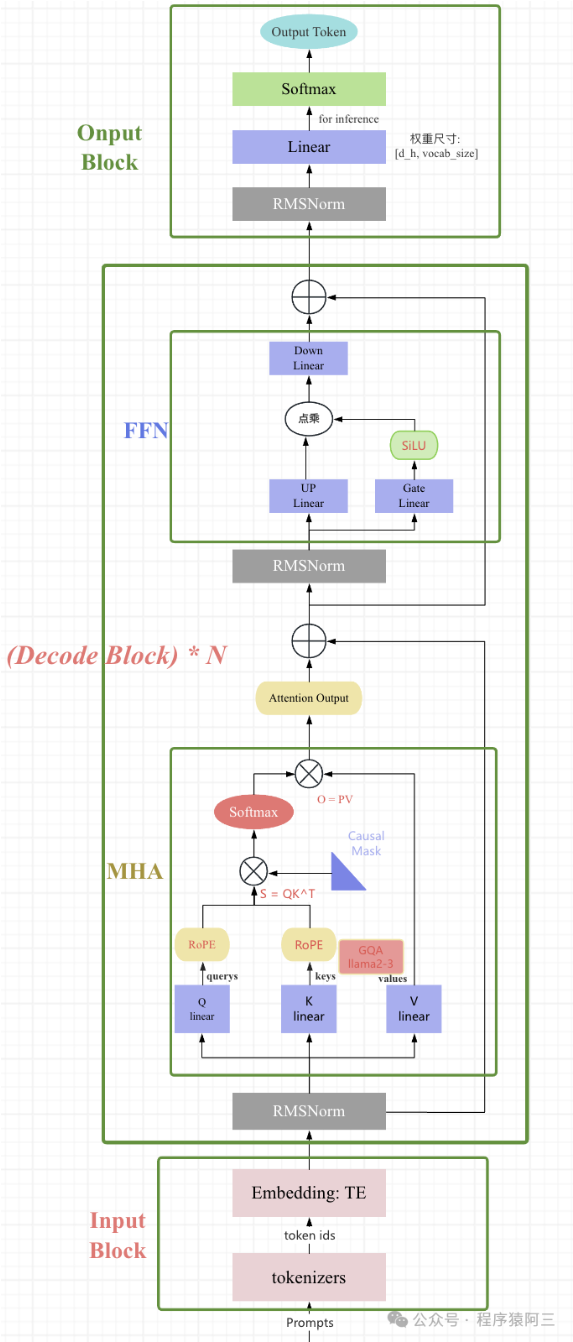 Output Token
Softmax
for inference
Linear
权重尺寸:
[d_h, vocab_size]
Onput
Block
RMSNorm
Down
Linear
点乘
FFN
SiLU
UP
Linear
Gate
Linear
RMSNorm
(Decode Block) * N
Attention Output
O = PV
Softmax
Causal
Mask
MHA
S = QK^T
RoPE
RoPE
GQA
llama2-3
querys
keys
values
Q
linear
K
linear
V
linear
RMSNorm
Embedding: TE
Input
Block
token ids
tokenizers
Prompts
公众号 · 程序猿阿三